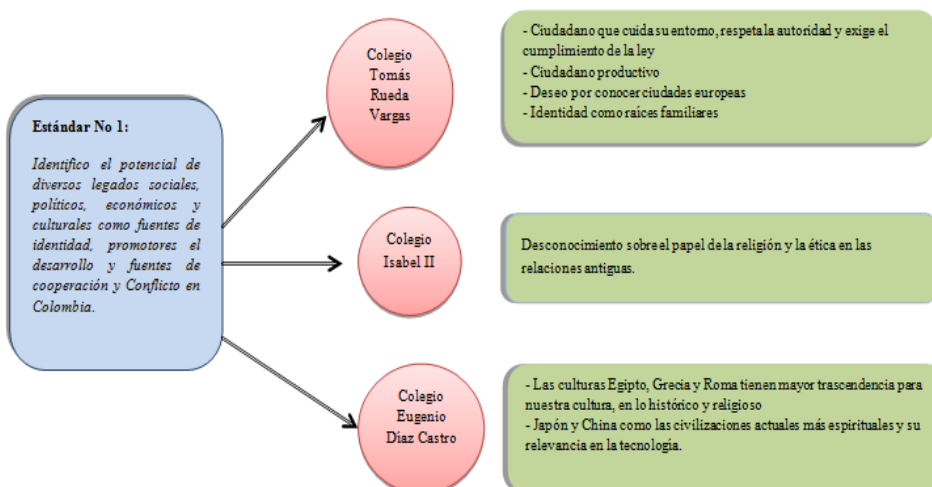 Estándar No 1:
Identifico el potencial de
diversos legados sociales,
políticos, económicos y
culturales como fuentes de
identidad, promotores el
desarrollo y fuentes de
cooperación y Conflicto en
Colombia.
Colegio
Tomás
Rueda
Vargas
- Ciudadano que cuida su entorno, respeta la autoridad y exige el
cumplimiento de la ley
- Ciudadano productivo
- Deseo por conocer ciudades europeas
- Identidad como raíces familiares
Colegio
Isabel II
Desconocimiento sobre el papel de la religión y la ética en las
relaciones antiguas.
Colegio
Eugenio
Díaz Castro
- Las culturas Egipto, Grecia y Roma tienen mayor trascendencia para
nuestra cultura, en lo histórico y religioso
- Japón y China como las civilizaciones actuales más espirituales y su
relevancia en la tecnología.